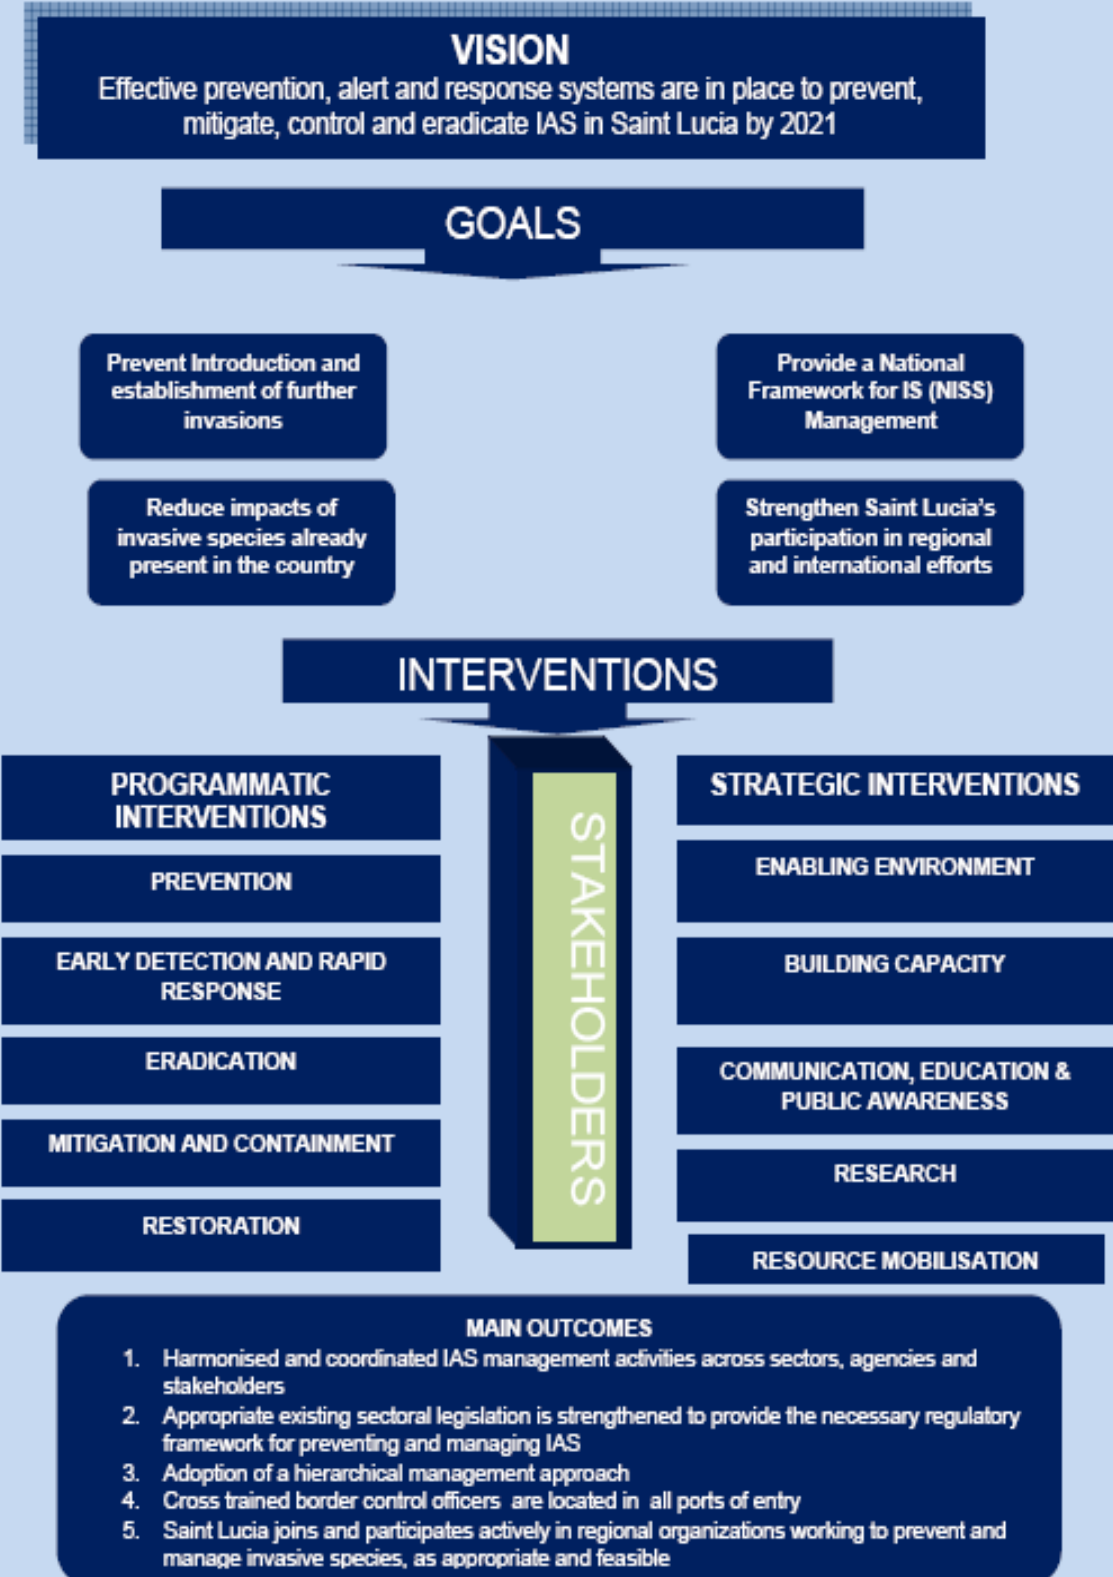 VISION
Effective prevention, alert and response systems are in place to prevent,
mitigate, control and eradicate IAS in Saint Lucia by 2021
GOALS
Prevent Introduction and
establishment of further
invasions
Provide a National
Framework for IS (NISS)
Management
Reduce impacts of
invasive species already
present in the country
Strengthen Saint Lucia's
participation in regional
and international efforts
INTERVENTIONS
PROGRAMMATIC
INTERVENTIONS
PREVENTION
EARLY DETECTION AND RAPID
RESPONSE
ERADICATION
MITIGATION AND CONTAINMENT
RESTORATION
STAKEHOLDERS
STRATEGIC INTERVENTIONS
ENABLING ENVIRONMENT
BUILDING CAPACITY
COMMUNICATION, EDUCATION &
PUBLIC AWARENESS
RESEARCH
RESOURCE MOBILISATION
MAIN OUTCOMES
1. Harmonised and coordinated IAS management activities across sectors, agencies and
stakeholders
2. Appropriate existing sectoral legislation is strengthened to provide the necessary regulatory
framework for preventing and managing IAS
3. Adoption of a hierarchical management approach
4. Cross trained border control officers are located in all ports of entry
5. Saint Lucia joins and participates actively in regional organizations working to prevent and
manage invasive species, as appropriate and feasible